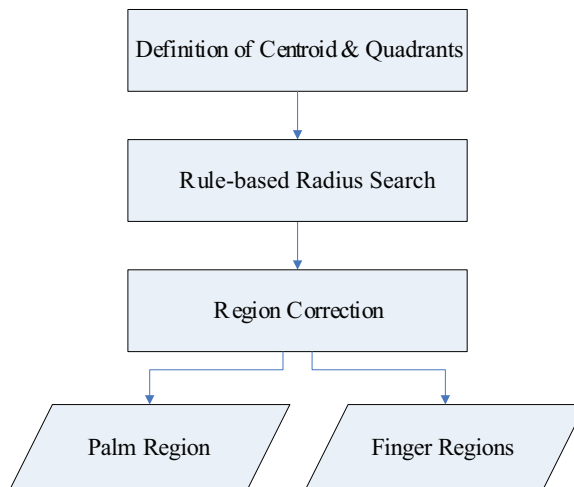 Definition of Centroid & Quadrants
Rule-based Radius Search
Region Correction
Palm Region
Finger Regions